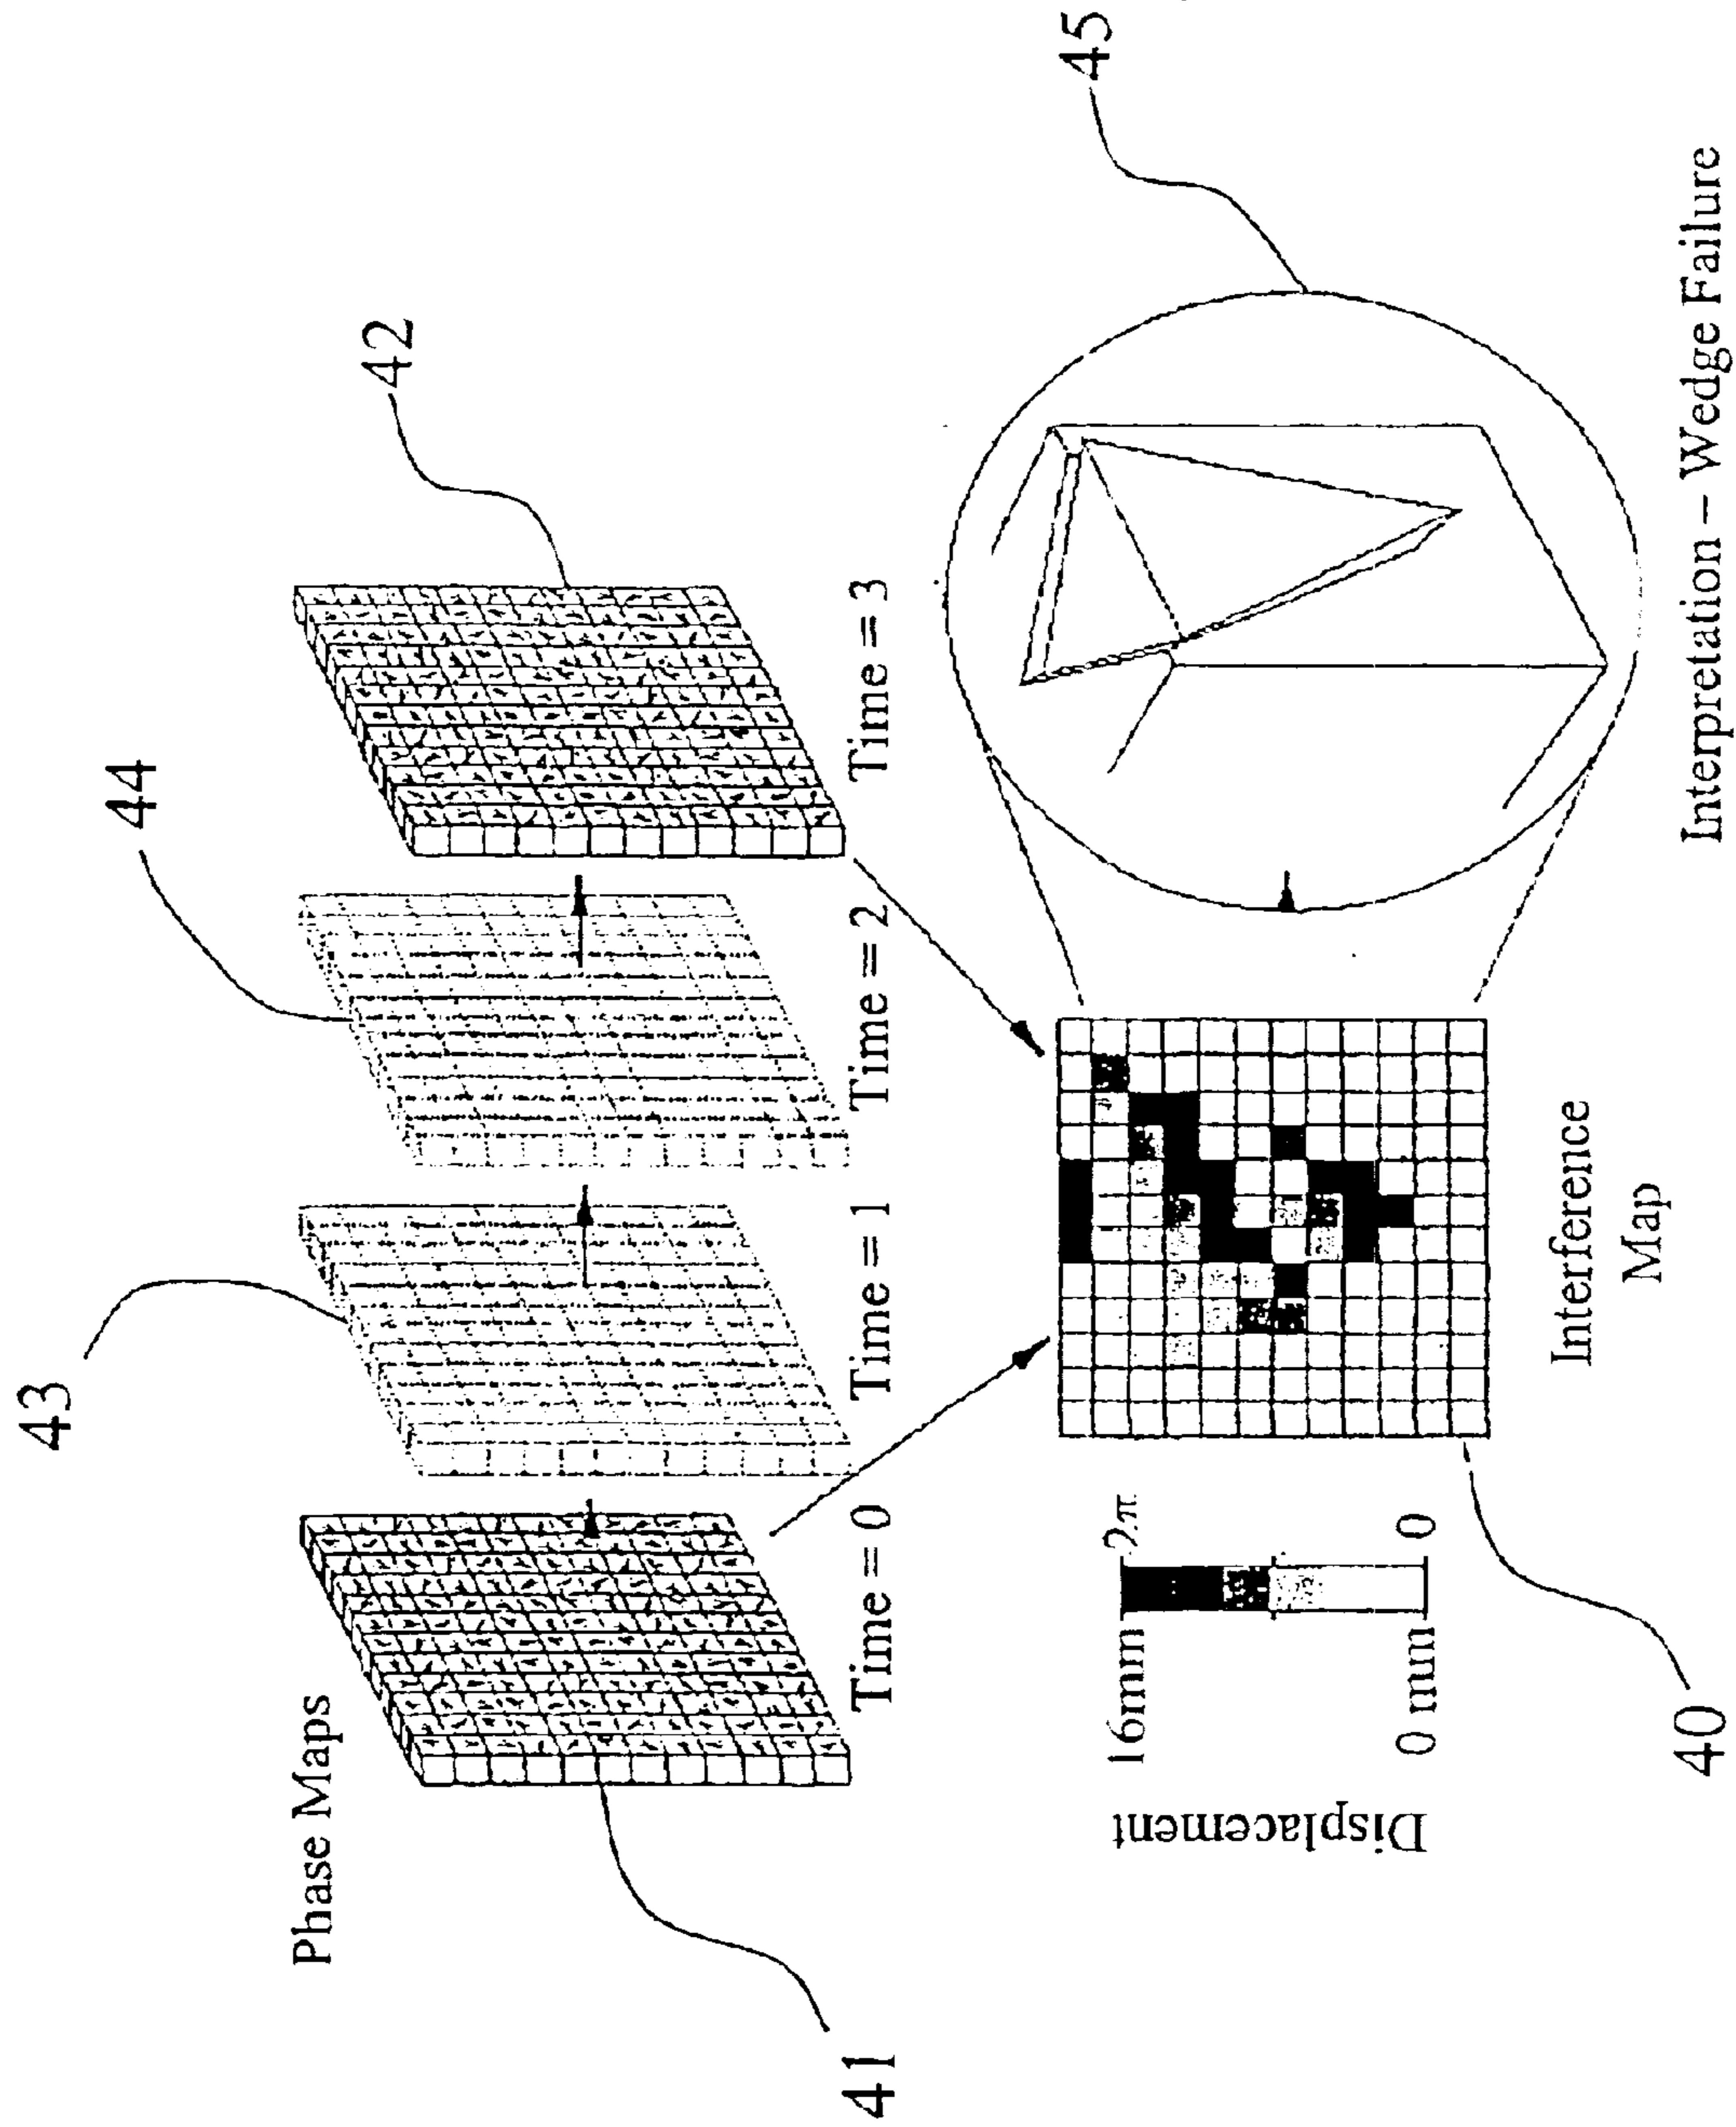 Phase Maps
43
44
42
41
Time = 0
Time = 1
Time = 2
Time = 3
Displacement
16mm
2π
0 mm
0
40
Interference
Map
45
Interpretation – Wedge Failure